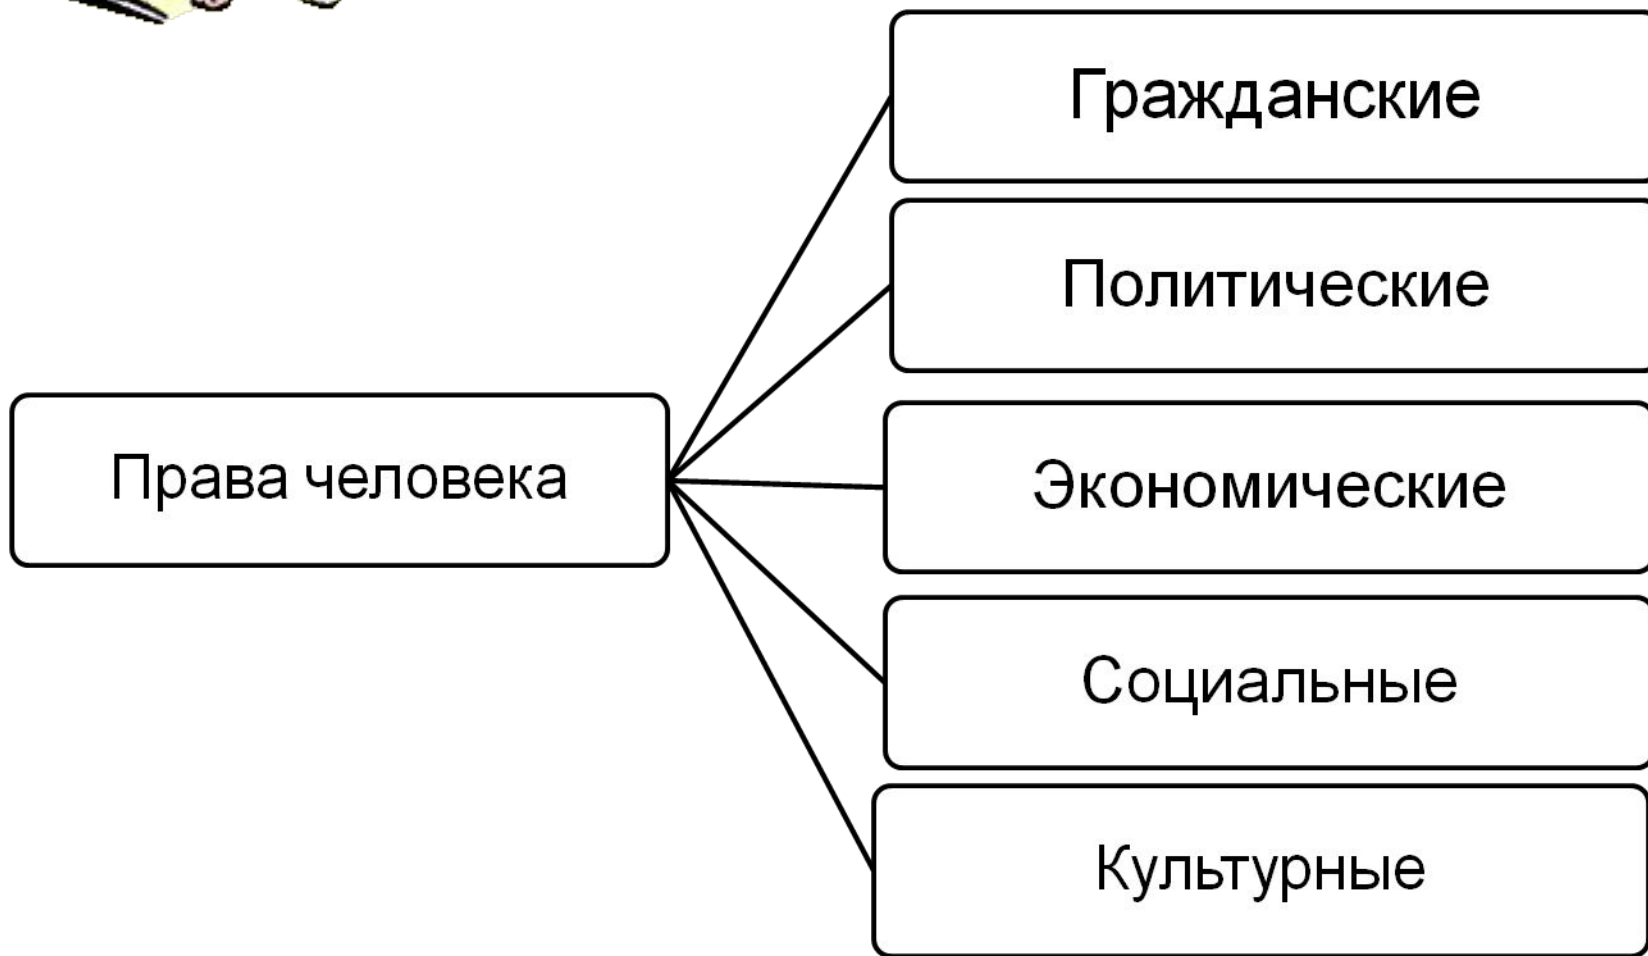 Гражданские
Политические
Права человека
Экономические
Социальные
Культурные